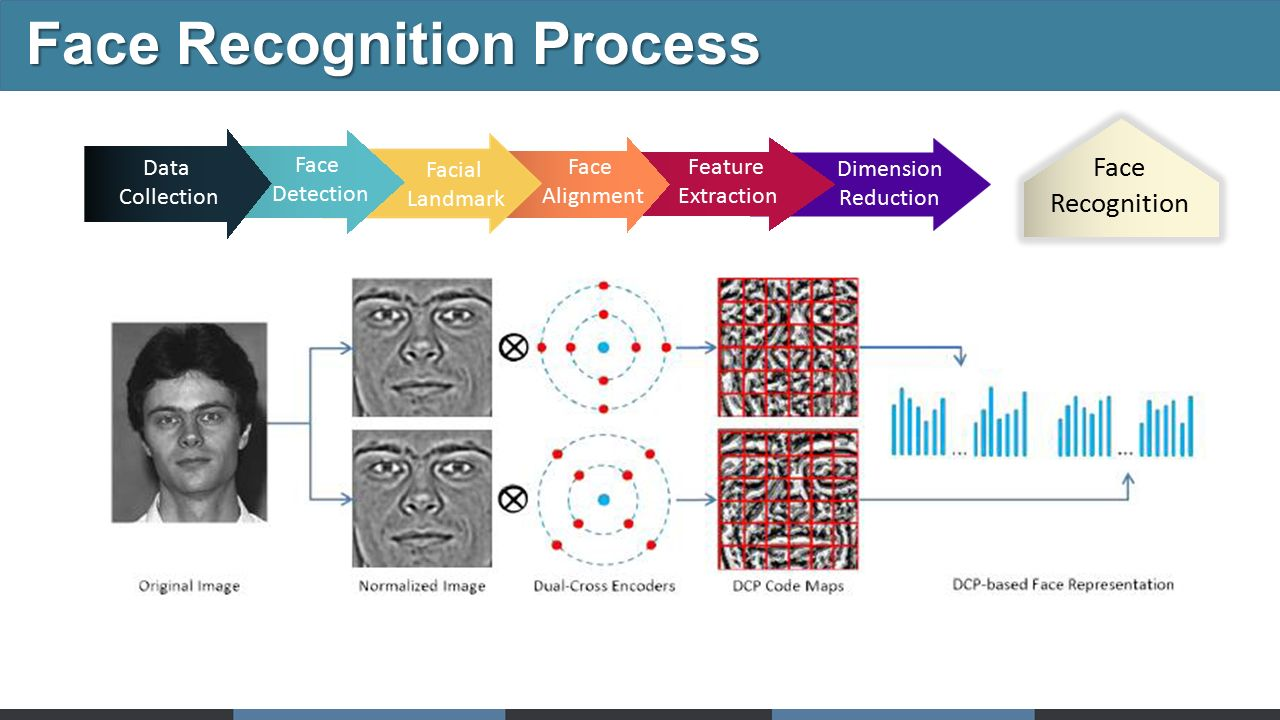 Face Recognition Process
Data
Collection
Face
Detection
Facial
Landmark
Face
Alignment
Feature
Extraction
Dimension
Reduction
Face
Recognition
...
...
Original Image
Normalized Image
Dual-Cross Encoders
DCP Code Maps
DCP-based Face Representation